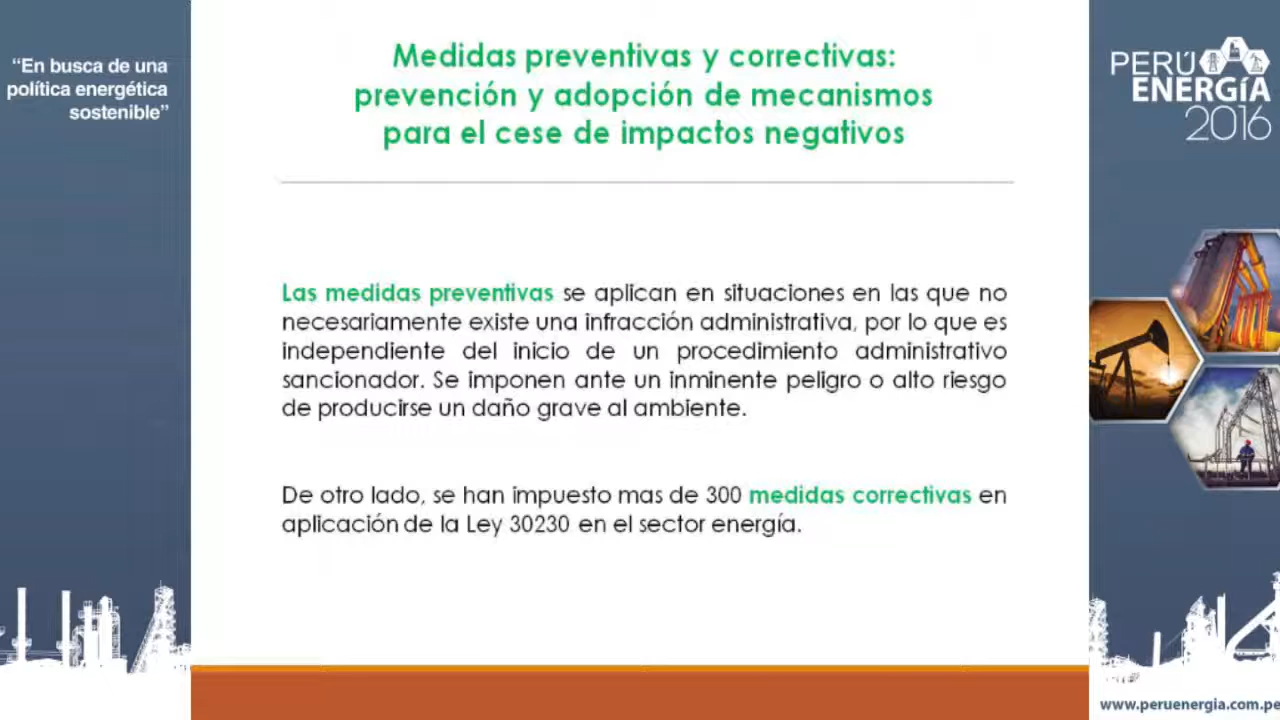 “En busca de una
política energética
sostenible”
PERÚ
ENERGÍA
2016
Medidas preventivas y correctivas:
prevención y adopción de mecanismos
para el cese de impactos negativos
Las medidas preventivas se aplican en situaciones en las que no
necesariamente existe una infracción administrativa, por lo que es
independiente del inicio de un procedimiento administrativo
sancionador. Se imponen ante un inminente peligro o alto riesgo
de producirse un daño grave al ambiente.
De otro lado, se han impuesto mas de 300 medidas correctivas en
aplicación de la Ley 30230 en el sector energía.
www.peruenergia.com.pe